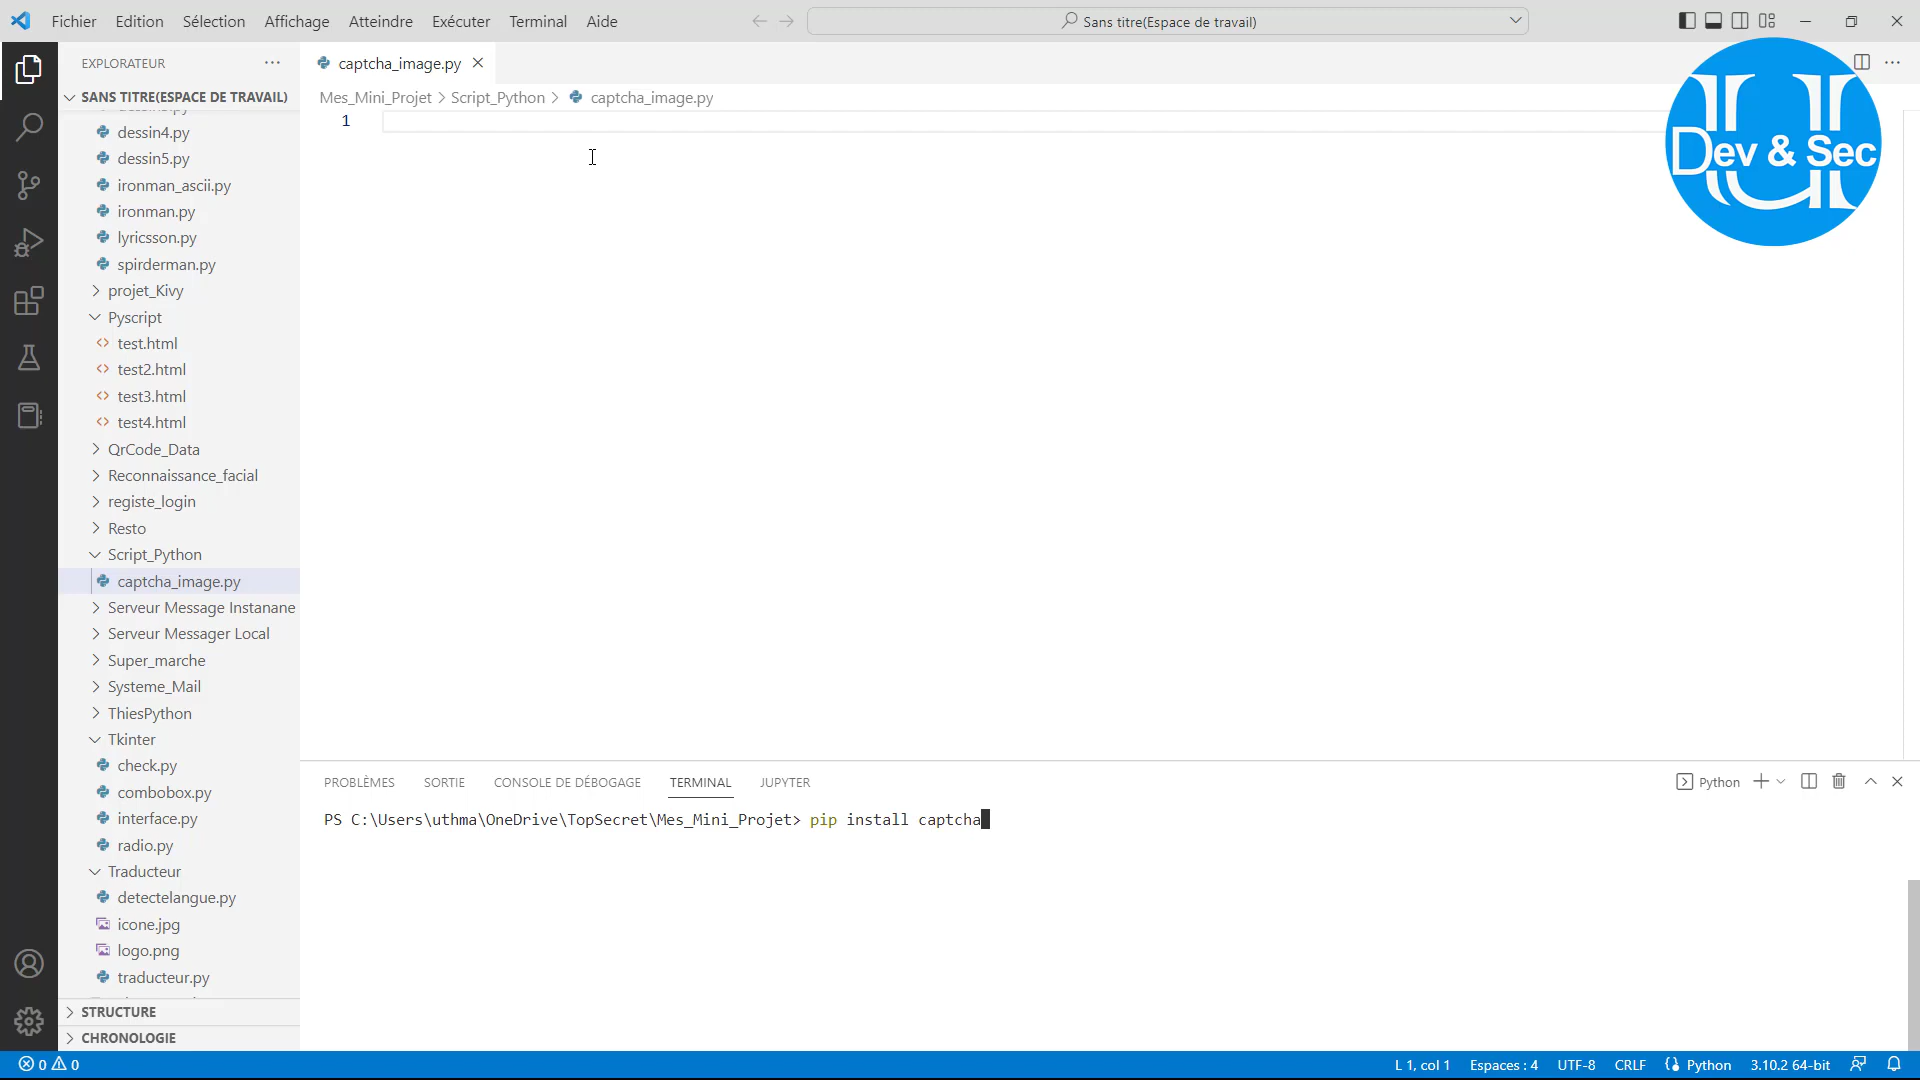 Fichier Edition Sélection Affichage Atteindre Exécuter Terminal Aide
Sans titre(Espace de travail)
EXPLORATEUR
captcha_image.py
SANS TITRE(ESPACE DE TRAVAIL)
Mes_Mini_Projet > Script_Python > captcha_image.py
1
Dev & Sec
dessin4.py
dessin5.py
ironman_ascii.py
ironman.py
lyricsson.py
spirderman.py
projet_Kivy
Pyscript
test.html
test2.html
test3.html
test4.html
QrCode_Data
Reconnaissance_facial
registe_login
Resto
Script_Python
captcha_image.py
Serveur Message Instanane
Serveur Messager Local
Super_marche
Systeme_Mail
ThiesPython
Tkinter
check.py
combobox.py
interface.py
radio.py
Traducteur
detectelangue.py
icone.jpg
logo.png
traducteur.py
STRUCTURE
CHRONOLOGIE
PROBLÈMES SORTIE CONSOLE DE DÉBOGAGE TERMINAL JUPYTER
Python
PS C:\Users\uthma\OneDrive\TopSecret\Mes_Mini_Projet> pip install captcha
0 0
L 1, col 1 Espaces : 4 UTF-8 CRLF Python 3.10.2 64-bit